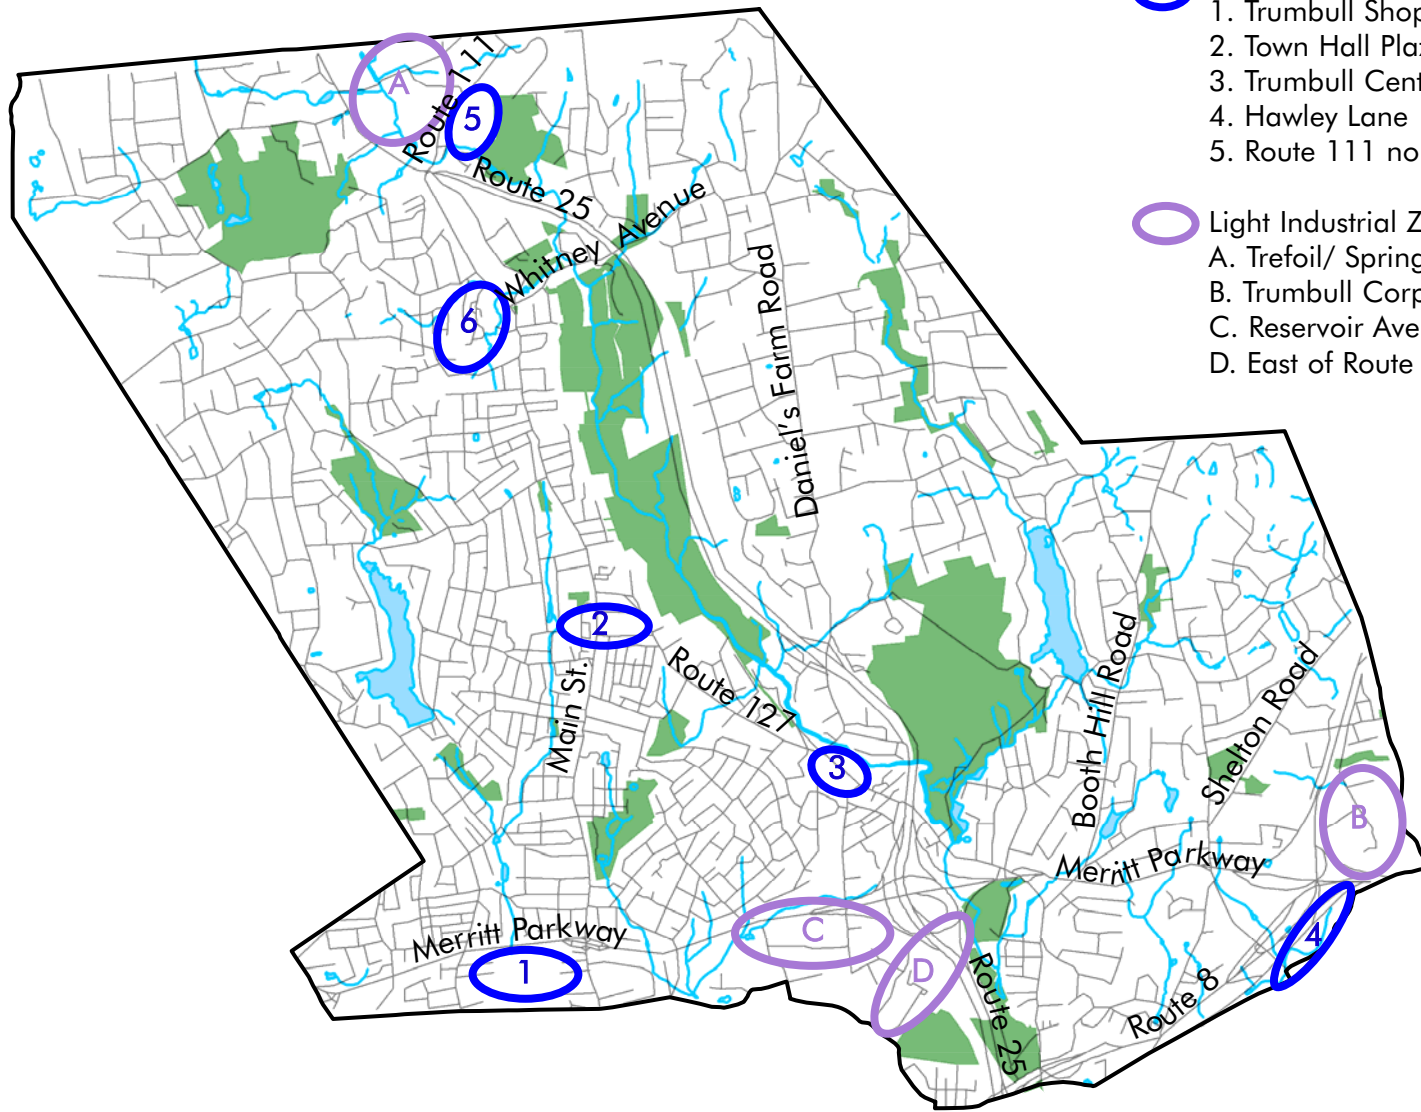 1. Trumbull Shop
2. Town Hall Plaz
3. Trumbull Cent
4. Hawley Lane
5. Route 111 no
Light Industrial Z
A. Trefoil/ Spring
B. Trumbull Corp
C. Reservoir Ave
D. East of Route
A
Route 111
5
Route 25
Whitney Avenue
6
Daniel's Farm Road
2
Main St.
Route 127
3
Booth Hill Road
Shelton Road
B
Merritt Parkway
Merritt Parkway
1
C
D
4
Route 25
Route 8